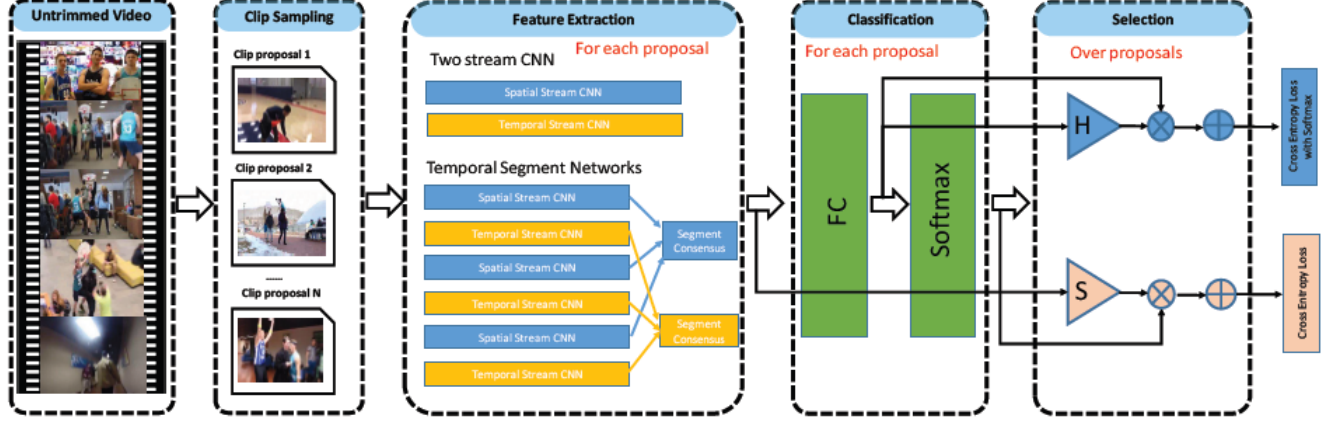 Untrimmed Video
Clip Sampling
Clip proposal 1
Clip proposal 2
......
Clip proposal N
Feature Extraction
For each proposal
Two stream CNN
Spatial Stream CNN
Temporal Stream CNN
Temporal Segment Networks
Spatial Stream CNN
Temporal Stream CNN
Spatial Stream CNN
Temporal Stream CNN
Spatial Stream CNN
Temporal Stream CNN
Segment
Consensus
Segment
Consensus
Classification
For each proposal
FC
Softmax
Selection
Over proposals
H
S
Cross Entropy Loss
with Softmax
Cross Entropy Loss